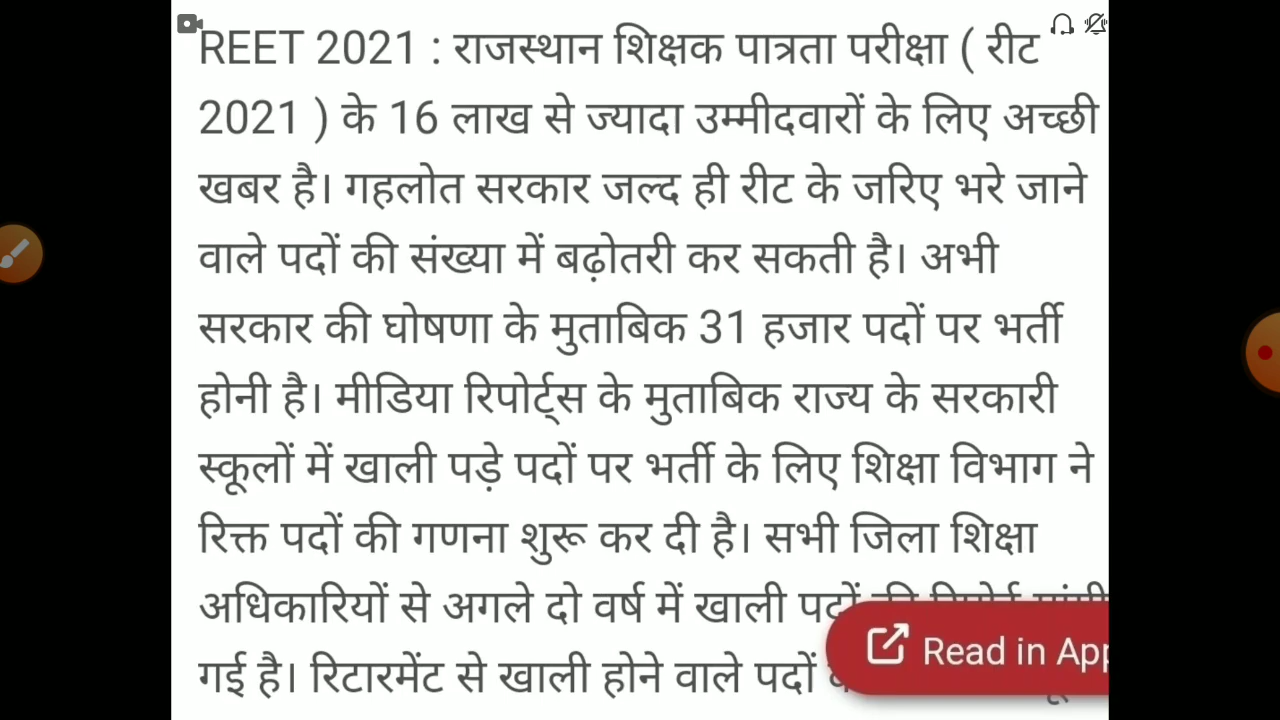 REET 2021 : राजस्थान शिक्षक पात्रता परीक्षा ( रीट
2021 ) के 16 लाख से ज्यादा उम्मीदवारों के लिए अच्छी
खबर है। गहलोत सरकार जल्द ही रीट के जरिए भरे जाने
वाले पदों की संख्या में बढ़ोतरी कर सकती है। अभी
सरकार की घोषणा के मुताबिक 31 हजार पदों पर भर्ती
होनी है। मीडिया रिपोर्ट्स के मुताबिक राज्य के सरकारी
स्कूलों में खाली पड़े पदों पर भर्ती के लिए शिक्षा विभाग ने
रिक्त पदों की गणना शुरू कर दी है। सभी जिला शिक्षा
अधिकारियों से अगले दो वर्ष में खाली पदों
गई है। रिटारमेंट से खाली होने वाले पदों
Read in App